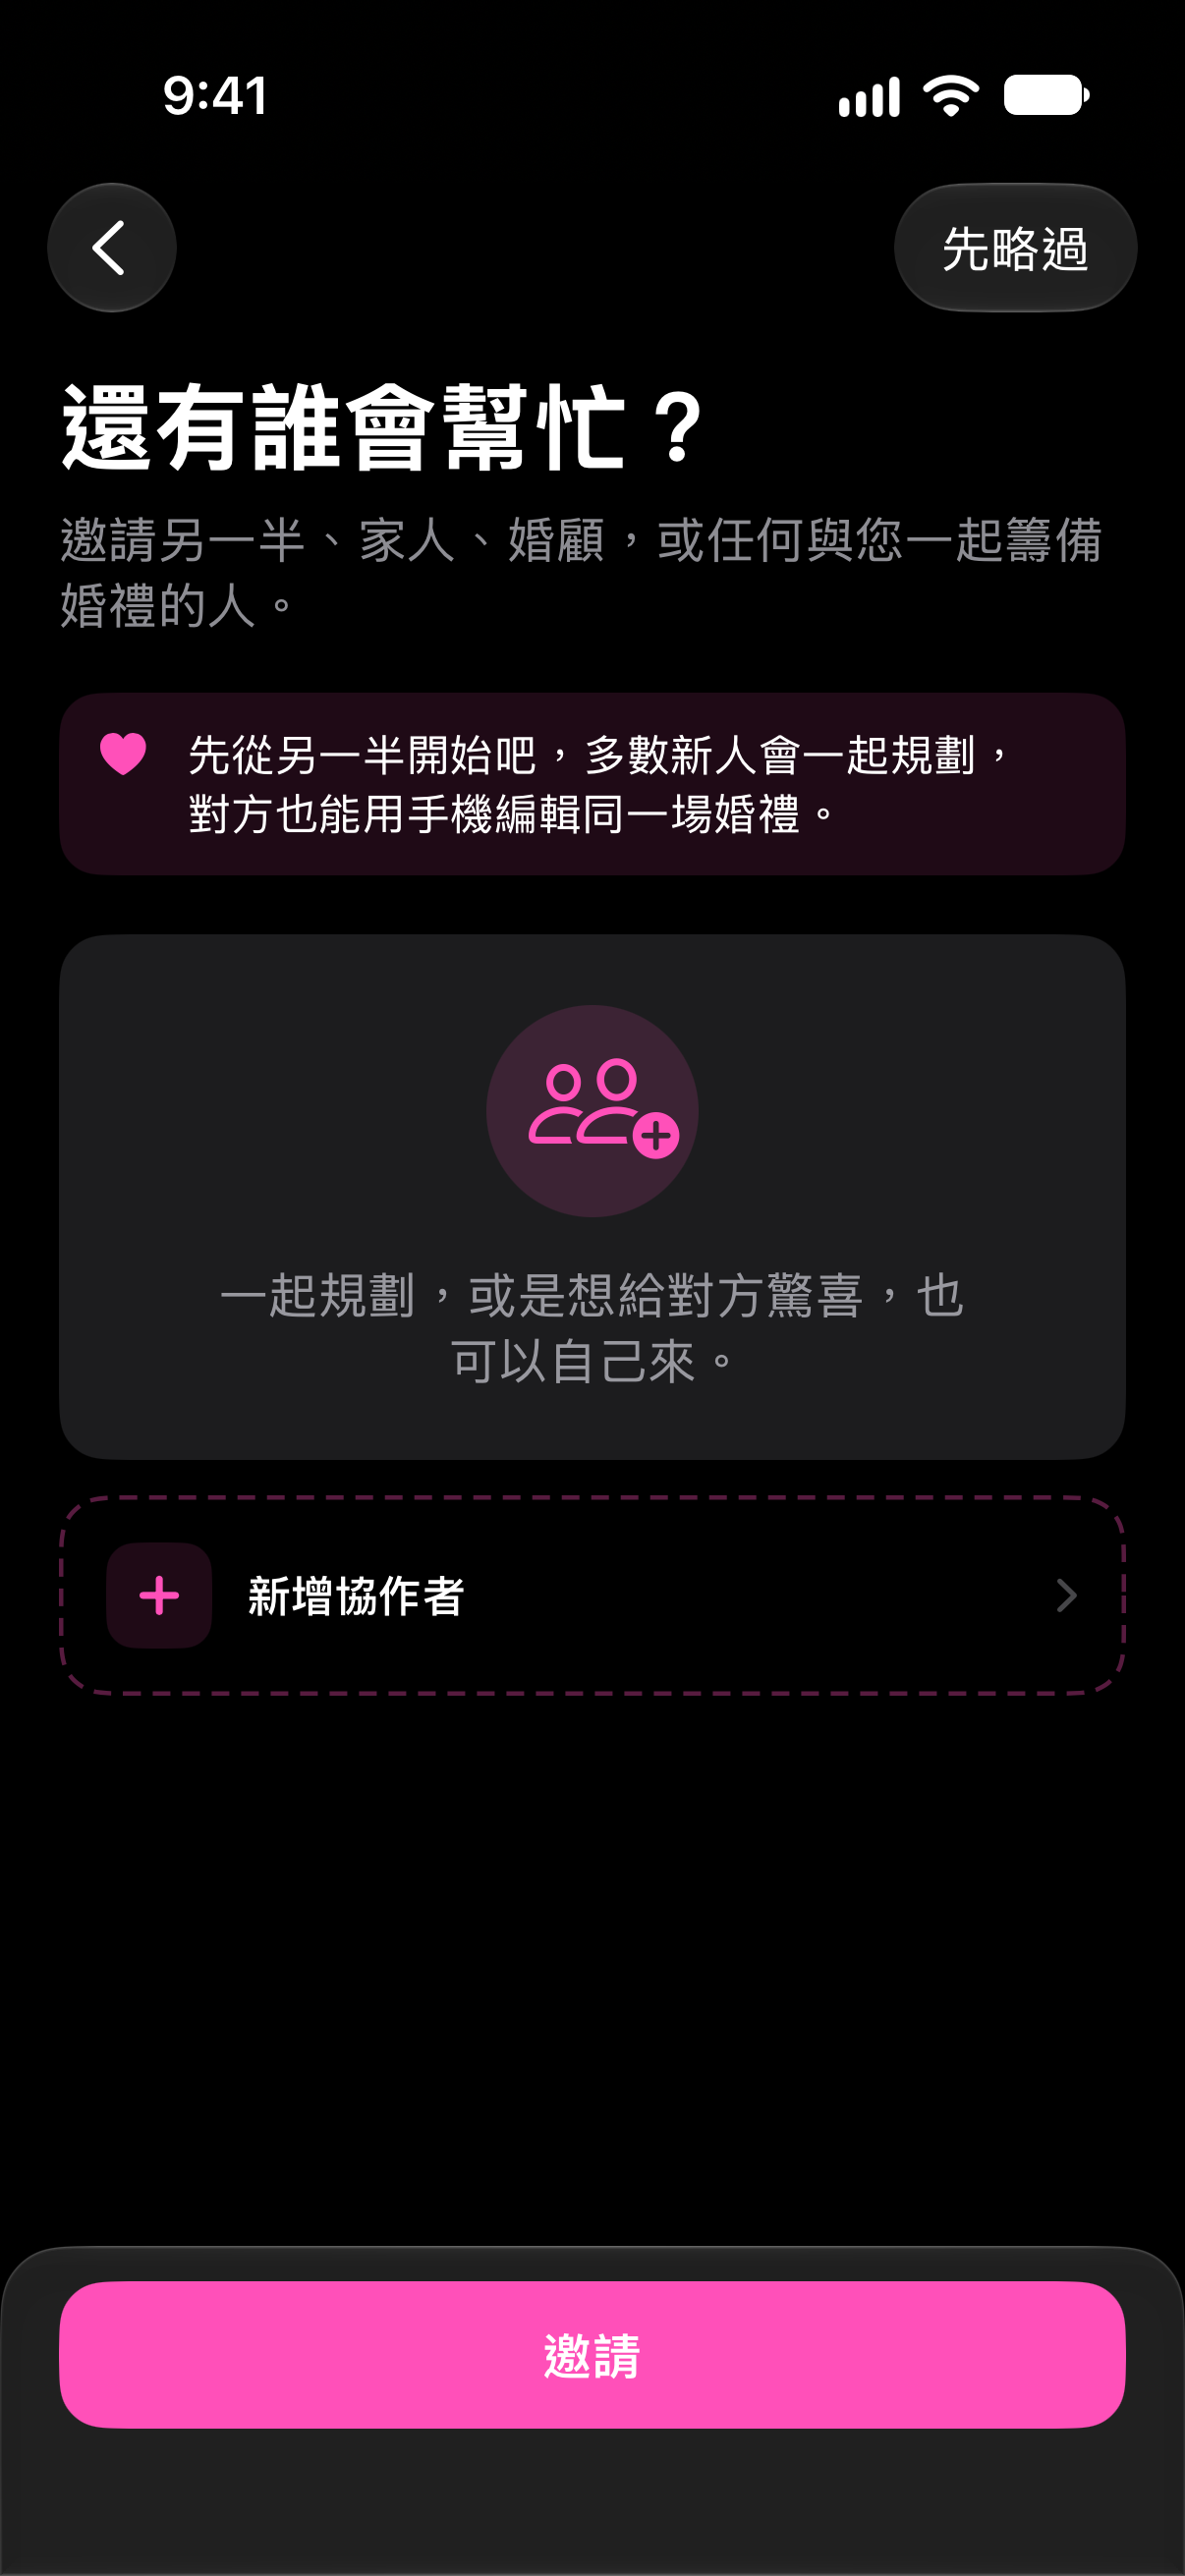 9:41
先略過
還有誰會幫忙？
邀請另一半、家人、婚顧，或任何與您一起籌備
婚禮的人。
先從另一半開始吧，多數新人會一起規劃，
對方也能用手機編輯同一場婚禮。
一起規劃，或是想給對方驚喜，也
可以自己來。
新增協作者
邀請